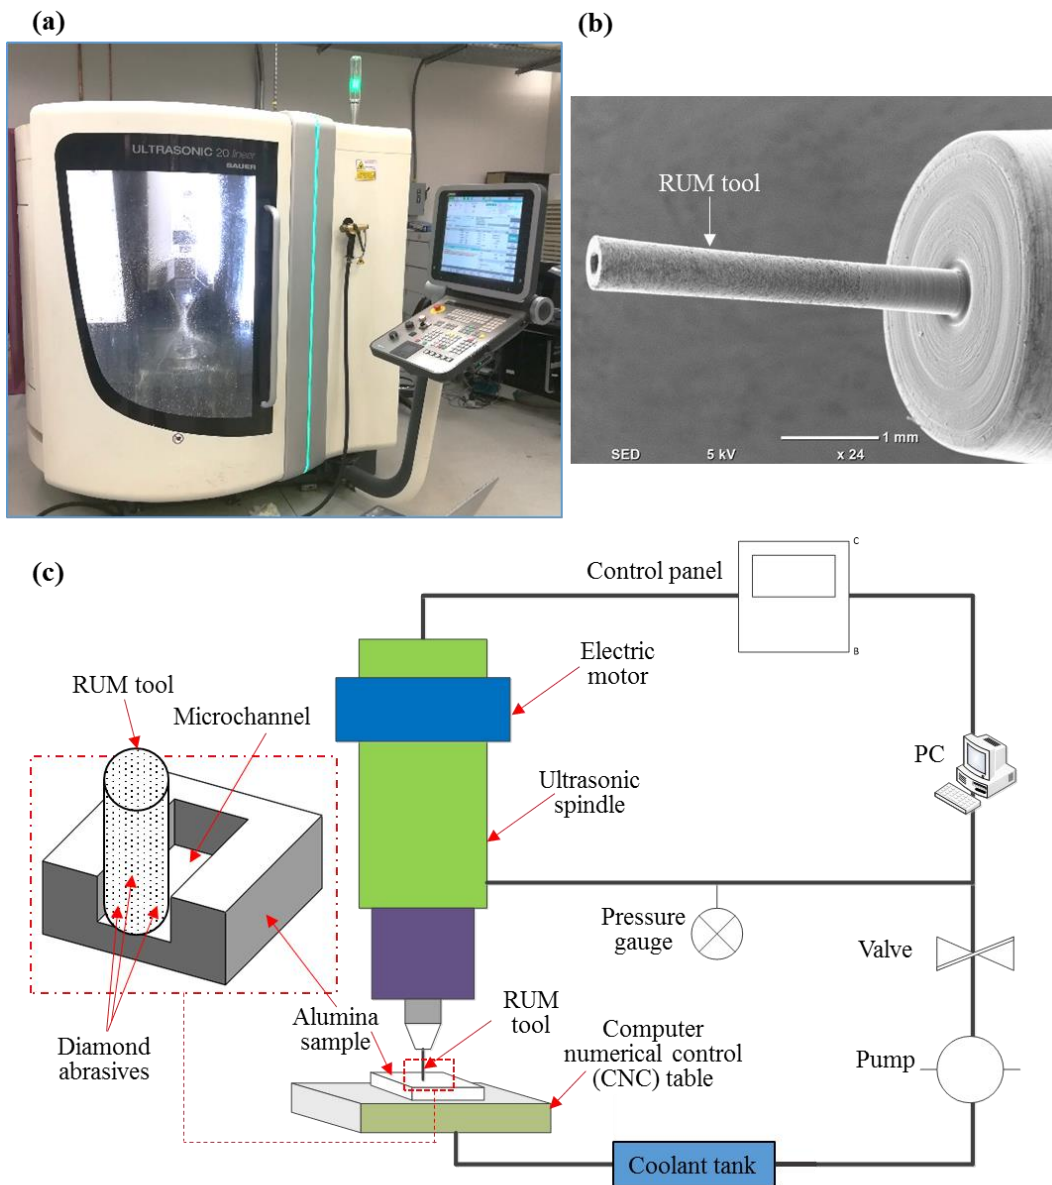 (a)
ULTRASONIC 20 linear
SAUER
(b)
RUM tool
1 mm
SED 5 kV x 24
(c)
Control panel
C
B
Electric
motor
RUM tool
Microchannel
PC
Ultrasonic
spindle
Pressure
gauge
Valve
Diamond
abrasives
Alumina
sample
RUM
tool
Computer
numerical control
(CNC) table
Pump
Coolant tank